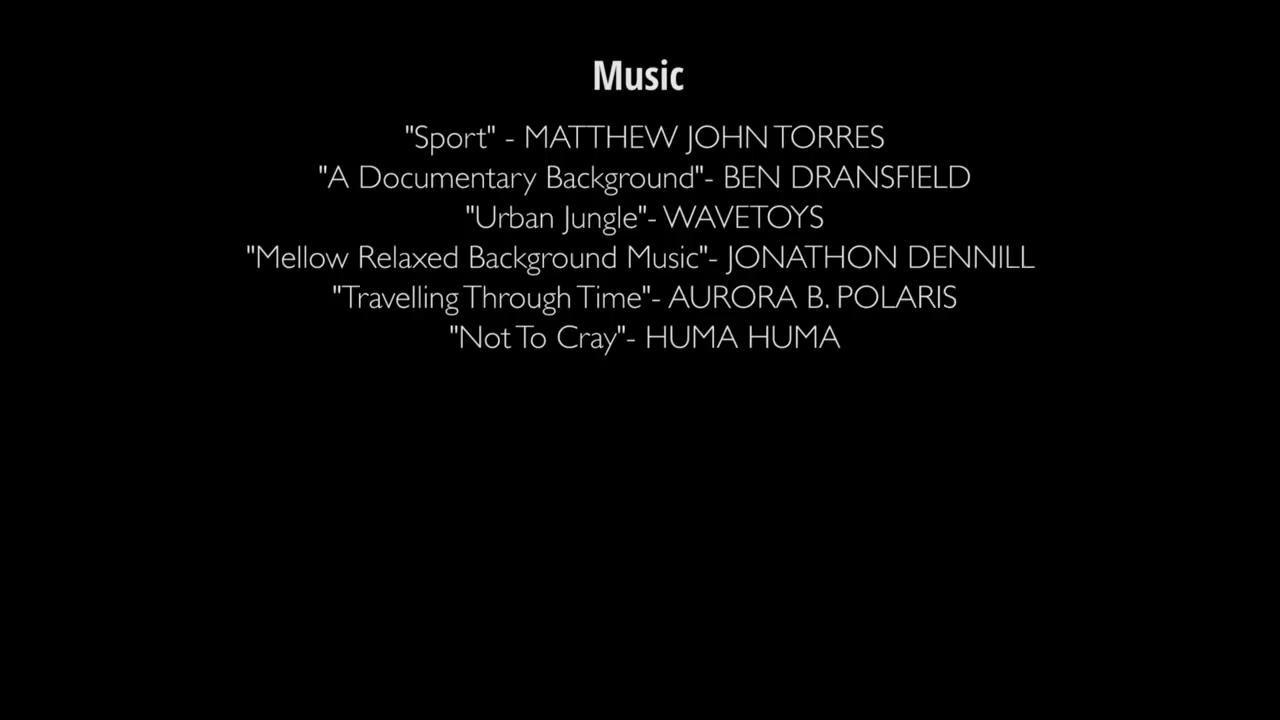 Music
"Sport" - MATTHEW JOHN TORRES
"A Documentary Background"- BEN DRANSFIELD
"Urban Jungle"- WAVETOYS
"Mellow Relaxed Background Music"- JONATHON DENNILL
"Travelling Through Time"- AURORA B. POLARIS
"Not To Cray"- HUMA HUMA